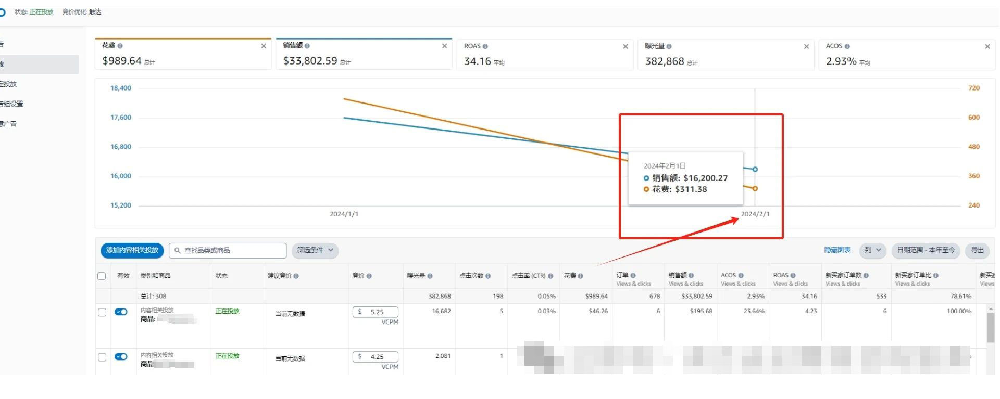 状态: 正在投放 竞价优化: 触达
告
放
定投放
告组设置
意广告
花费
$989.64 总计
销售额
$33,802.59 总计
ROAS
34.16 平均
曝光量
382,868 总计
ACOS
2.93% 平均
18,400
17,600
16,800
16,000
15,200
720
600
480
360
240
2024年2月1日
销售额: $16,200.27
花费: $311.38
2024/1/1
2024/2/1
添加内容相关投放 查找品类或商品 筛选条件 隐藏图表 列 日期范围 - 本年至今 导出
有效 类别和商品 状态 建议竞价 竞价 曝光量 点击次数 点击率 (CTR) 花费 订单 销售额 ACOS ROAS 新买家订单数 新买家订单比 新买家
Views & clicks Views & clicks Views & clicks Views & clicks Views & clicks Views & clicks Views
总计: 308 382,868 198 0.05% $989.64 678 $33,802.59 2.93% 34.16 533 78.61%
内容相关投放 正在投放 当前无数据 $ 5.25 16,682 5 0.03% $46.26 6 $195.68 23.64% 4.23 6 100.00%
商品:
VCPM
内容相关投放 正在投放 当前无数据 $ 4.25 2,081 1
商品
VCPM